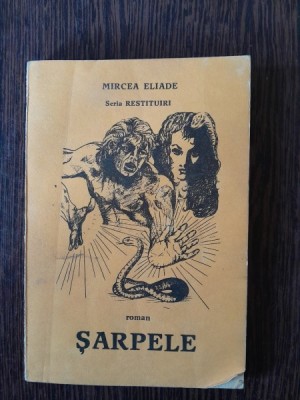 MIRCEA ELIADE
Seria RESTITUIRI
roman
ŞARPELE